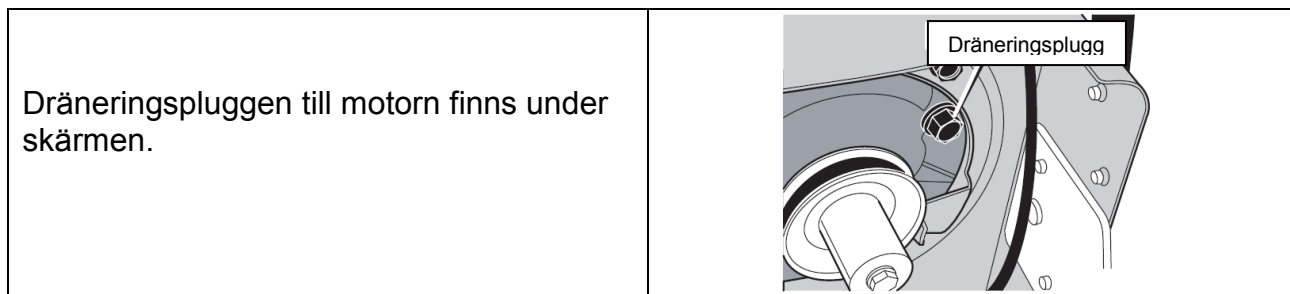 Dräneringspluggen till motorn finns under
skärmen.
Dräneringsplugg